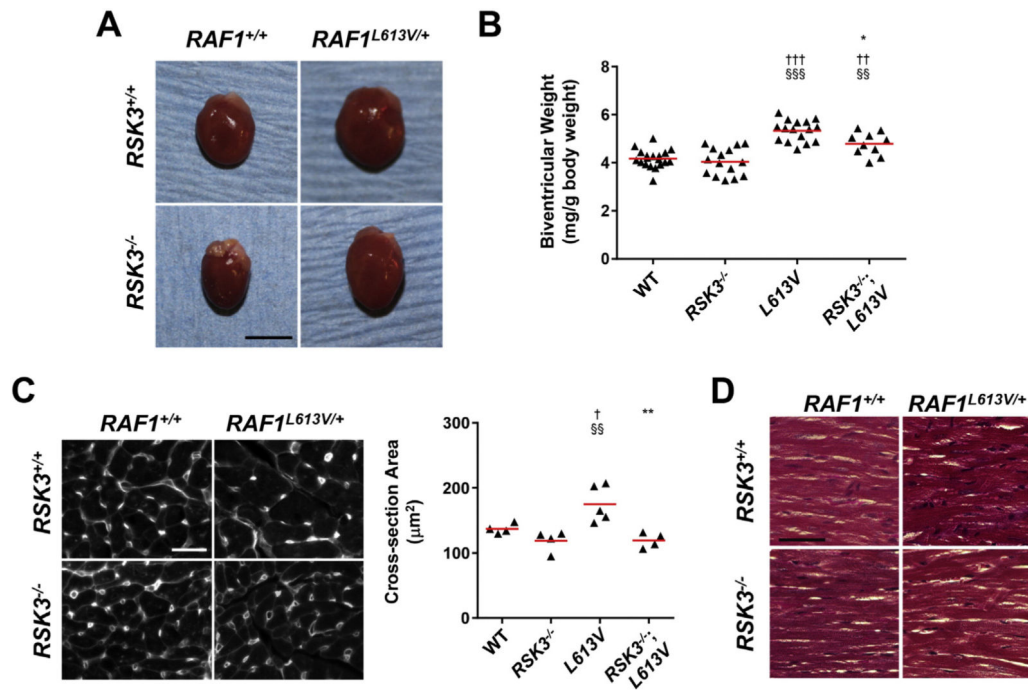 A
RAF1+/+
RAF1L613V/+
RSK3+/+
RSK3-/-
B
*
†††
††
§§§
§§
Biventricular Weight
(mg/g body weight)
8
6
4
2
0
WT
RSK3-/-
L613V
RSK3-/-;
L613V
C
RAF1+/+
RAF1L613V/+
RSK3+/+
RSK3-/-
†
**
§§
Cross-section Area
(μm2)
300
200
100
0
WT
RSK3-/-
L613V
RSK3-/-;
L613V
D
RAF1+/+
RAF1L613V/+
RSK3+/+
RSK3-/-